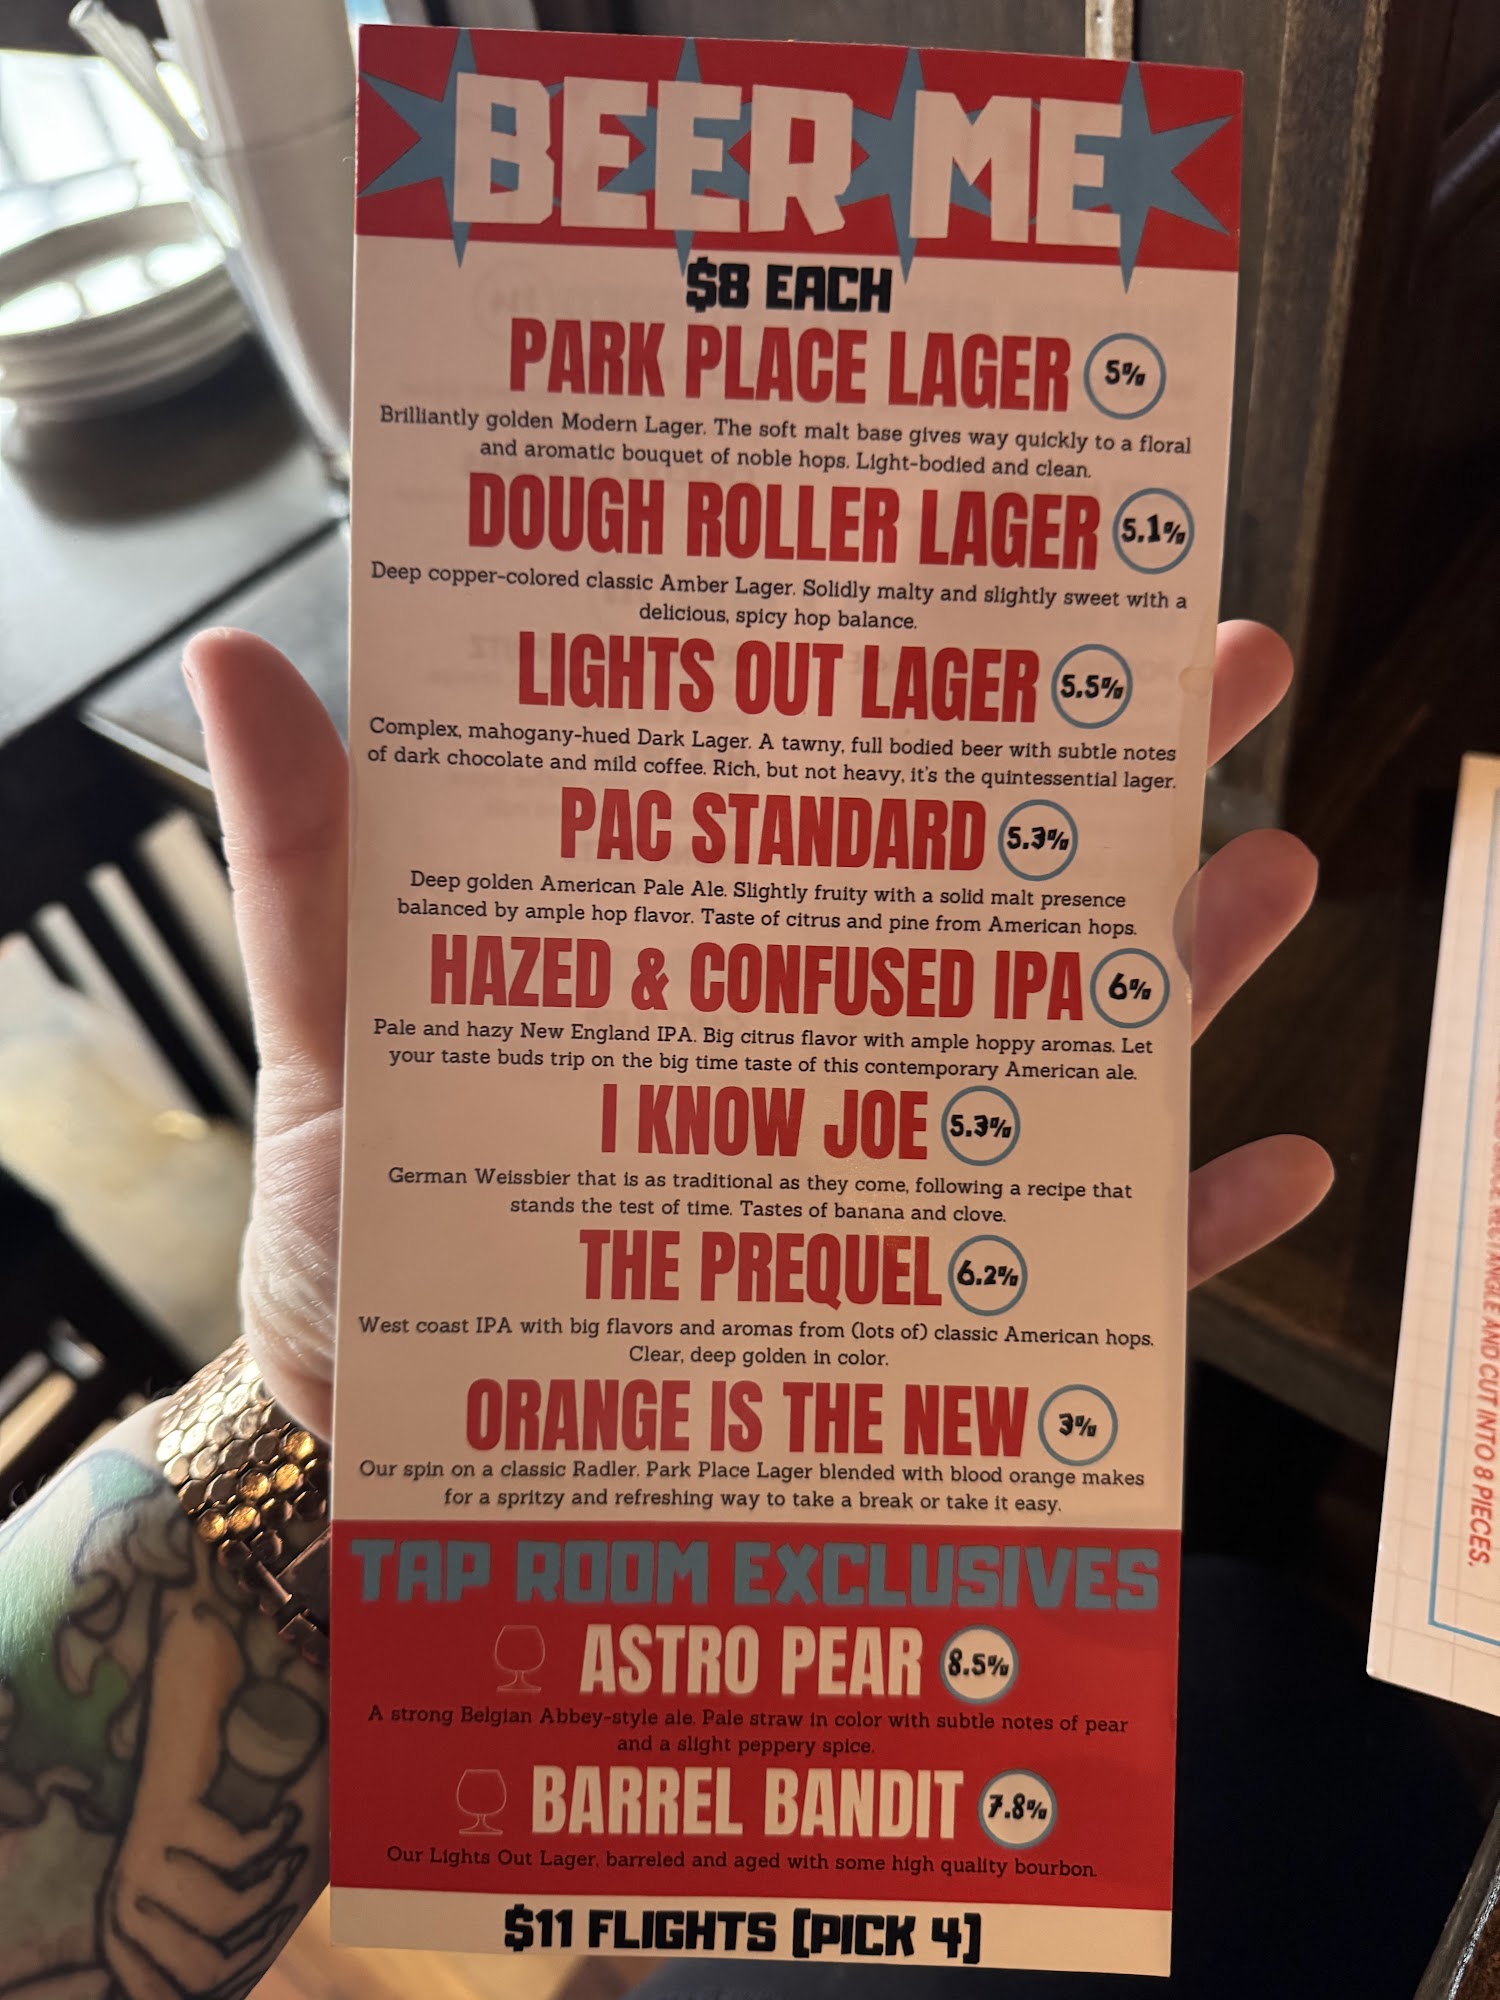 BEER ME
$8 EACH
PARK PLACE LAGER 5%
Brilliantly golden Modern Lager. The soft malt base gives way quickly to a floral
and aromatic bouquet of noble hops. Light-bodied and clean.
DOUGH ROLLER LAGER 5.1%
Deep copper-colored classic Amber Lager. Solidly malty and slightly sweet with a
delicious, spicy hop balance.
LIGHTS OUT LAGER 5.5%
Complex, mahogany-hued Dark Lager. A tawny, full bodied beer with subtle notes
of dark chocolate and mild coffee. Rich, but not heavy, it's the quintessential lager.
PAC STANDARD 5.3%
Deep golden American Pale Ale. Slightly fruity with a solid malt presence
balanced by ample hop flavor. Taste of citrus and pine from American hops.
HAZED & CONFUSED IPA 6%
Pale and hazy New England IPA. Big citrus flavor with ample hoppy aromas. Let
your taste buds trip on the big time taste of this contemporary American ale.
I KNOW JOE 5.3%
German Weissbier that is as traditional as they come, following a recipe that
stands the test of time. Tastes of banana and clove.
THE PREQUEL 6.2%
West coast IPA with big flavors and aromas from (lots of) classic American hops.
Clear, deep golden in color.
ORANGE IS THE NEW 3%
Our spin on a classic Radler. Park Place Lager blended with blood orange makes
for a spritzy and refreshing way to take a break or take it easy.
TAP ROOM EXCLUSIVES
ASTRO PEAR 8.5%
A strong Belgian Abbey-style ale. Pale straw in color with subtle notes of pear
and a slight peppery spice.
BARREL BANDIT 7.8%
Our Lights Out Lager, barreled and aged with some high quality bourbon.
$11 FLIGHTS [PICK 4]
RECTANGLE AND CUT INTO 8 PIECES.